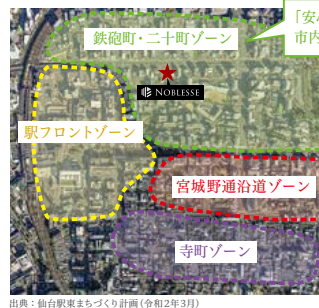 「安心
市内
鉄砲町・二十町ゾーン
NOBLESSE
駅フロントゾーン
宮城野通沿道ゾーン
寺町ゾーン
出典：仙台駅東まちづくり計画（令和2年3月）